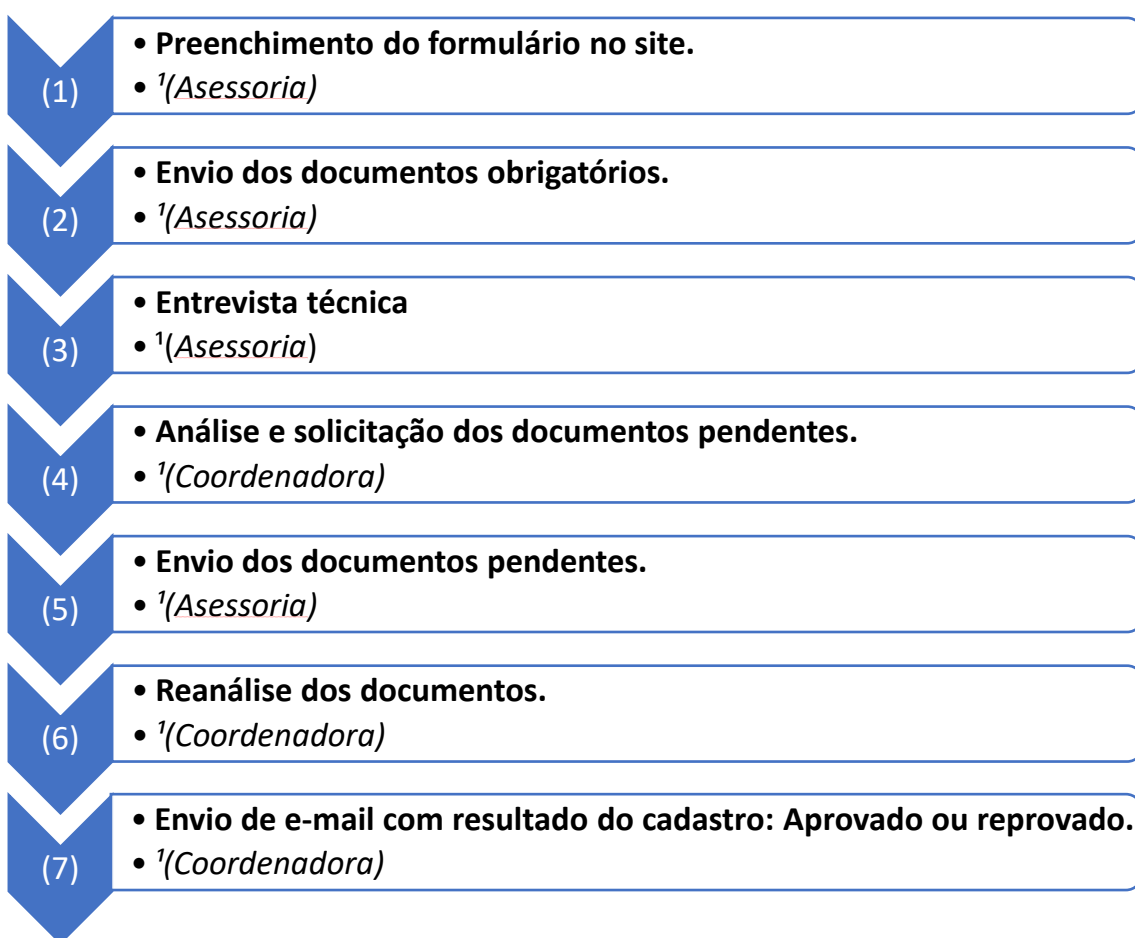 (1)
• Preenchimento do formulário no site.
• ¹(Asessoria)
(2)
• Envio dos documentos obrigatórios.
• ¹(Asessoria)
(3)
• Entrevista técnica
• ¹(Asessoria)
(4)
• Análise e solicitação dos documentos pendentes.
• ¹(Coordenadora)
(5)
• Envio dos documentos pendentes.
• ¹(Asessoria)
(6)
• Reanálise dos documentos.
• ¹(Coordenadora)
(7)
• Envio de e-mail com resultado do cadastro: Aprovado ou reprovado.
• ¹(Coordenadora)